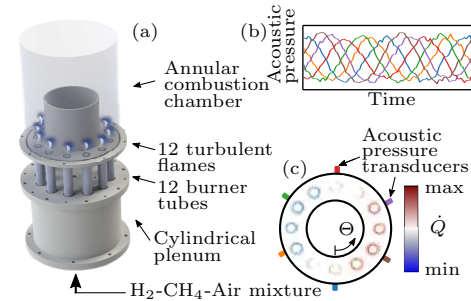 (a)
Annular
combustion
chamber
12 turbulent
flames
12 burner
tubes
Cylindrical
plenum
H₂-CH₄-Air mixture
(b)
Acoustic
pressure
Time
Acoustic
pressure
transducers
(c)
Θ
max
Q̇
min